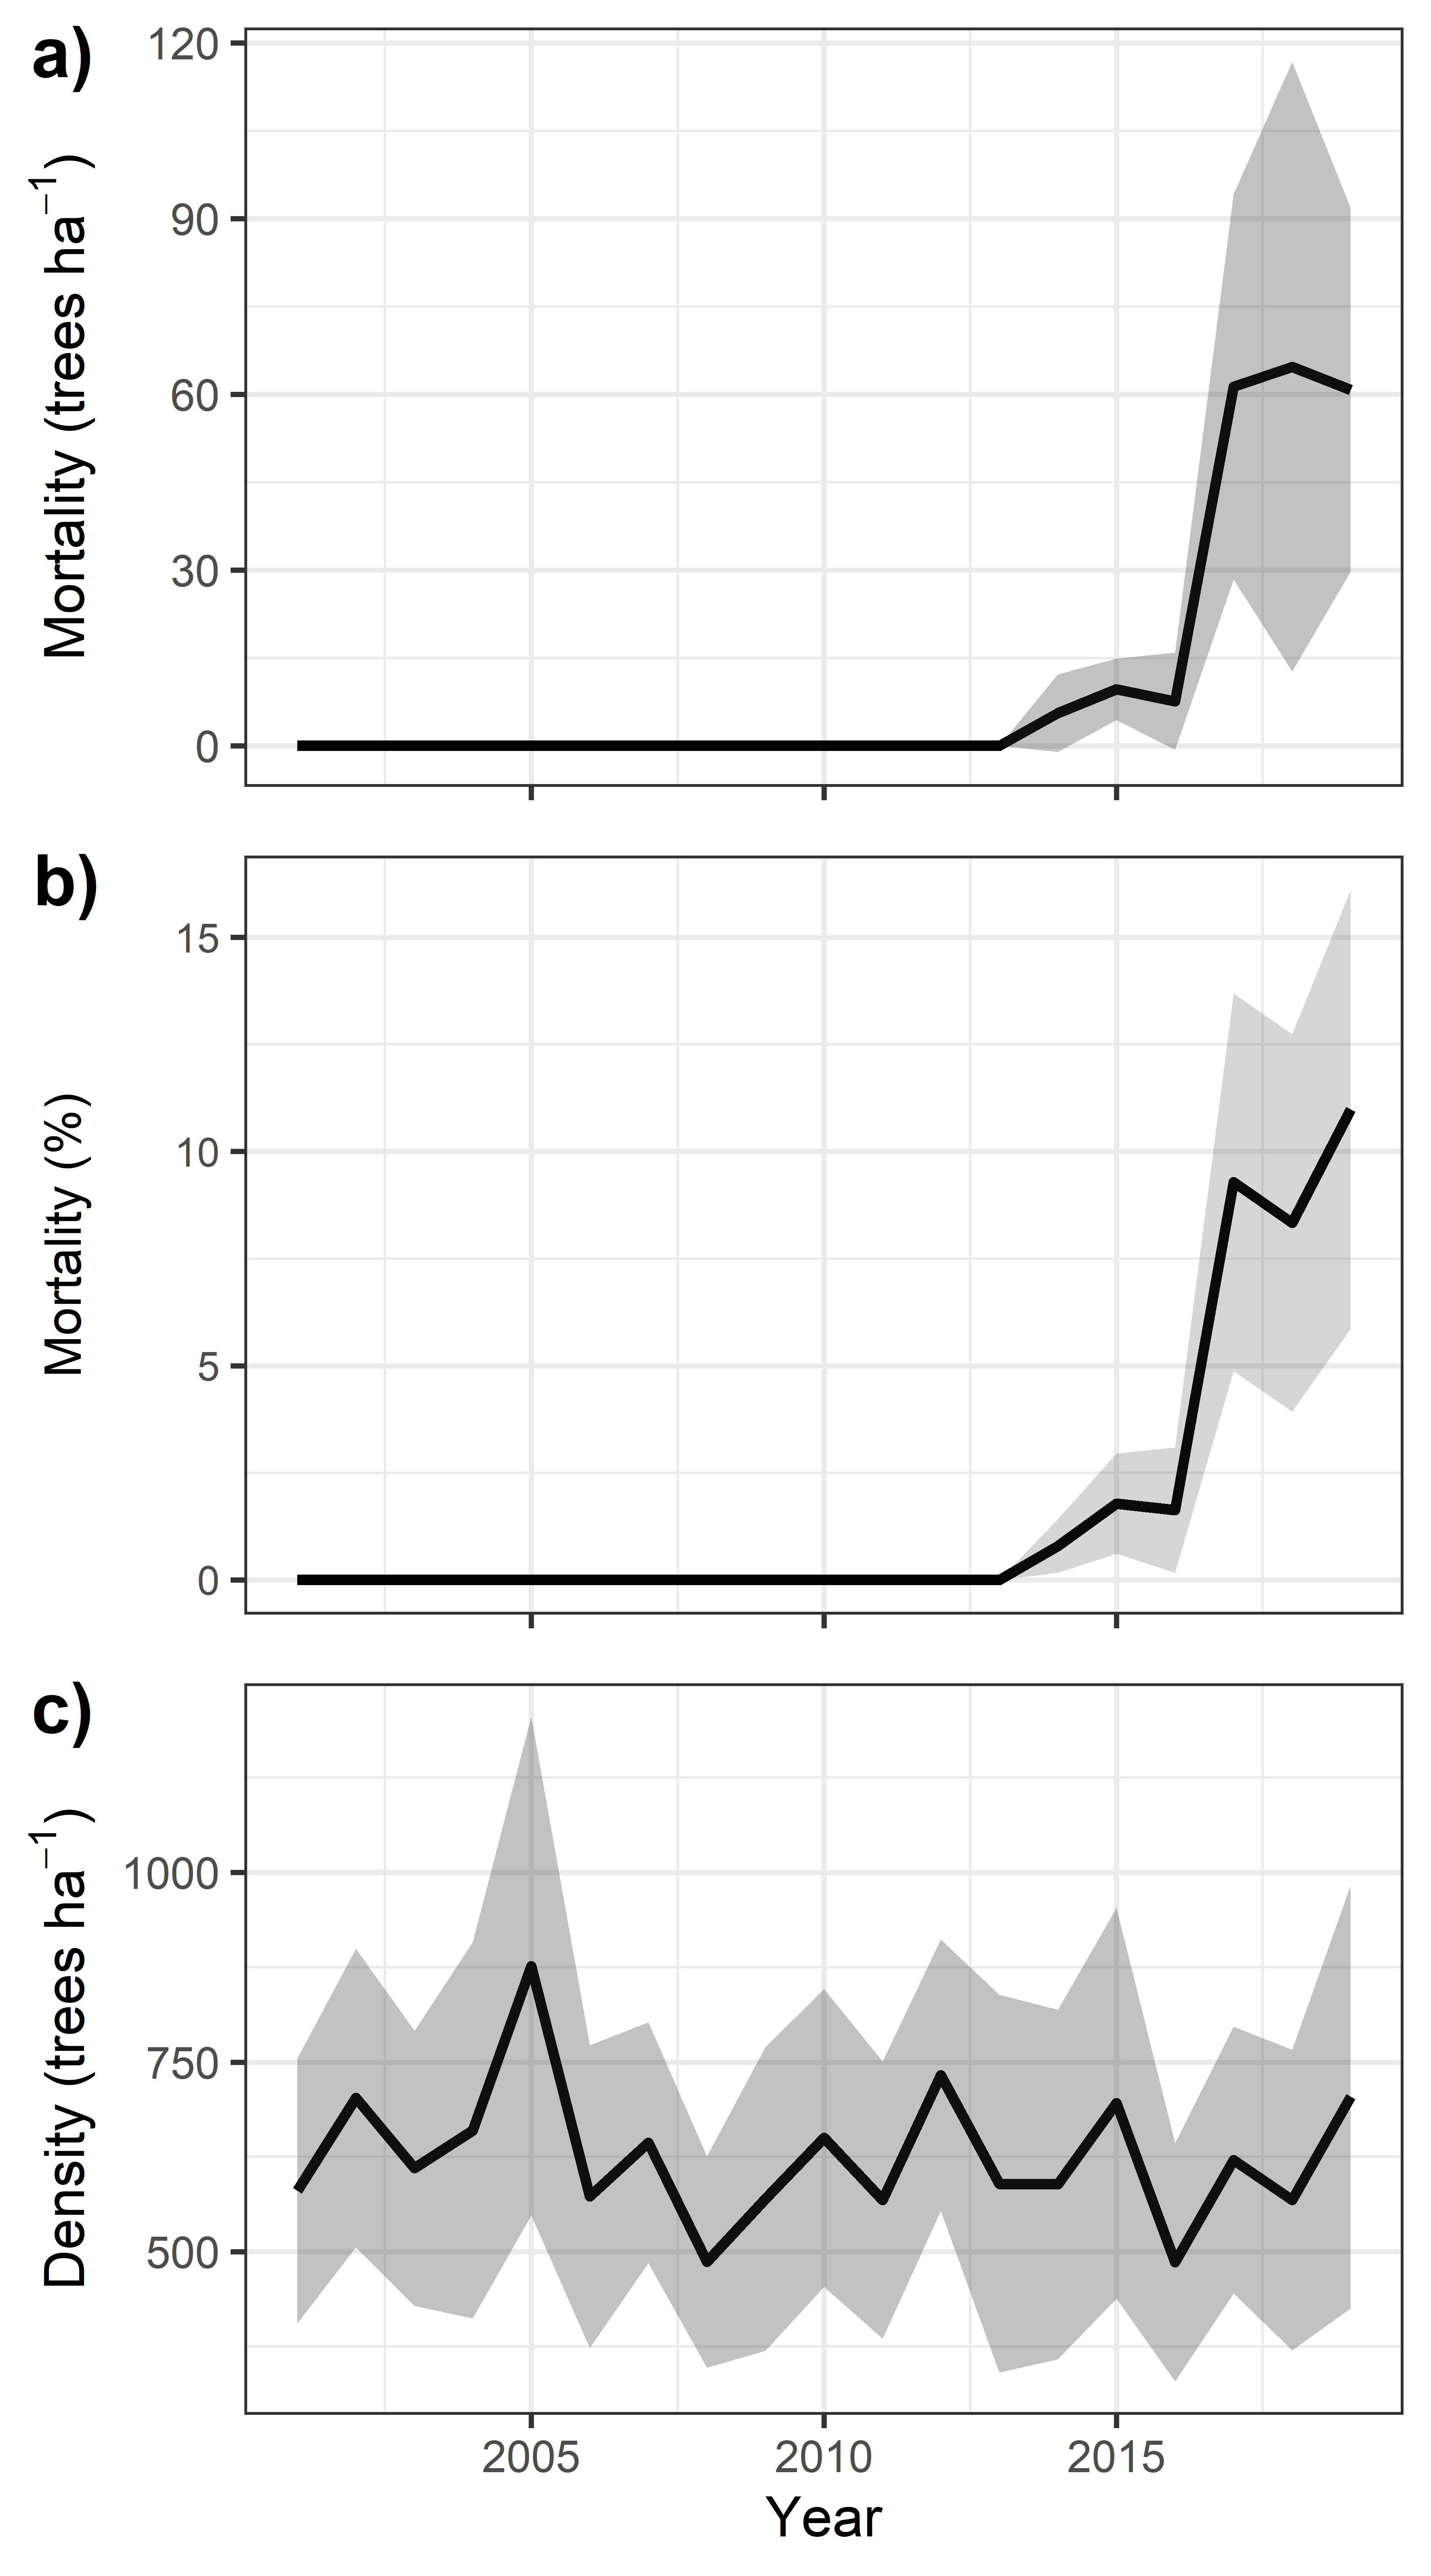 a)
Mortality (trees ha⁻¹)
120
90
60
30
0
b)
Mortality (%)
15
10
5
0
c)
Density (trees ha⁻¹)
1000
750
500
2005 2010 2015
Year